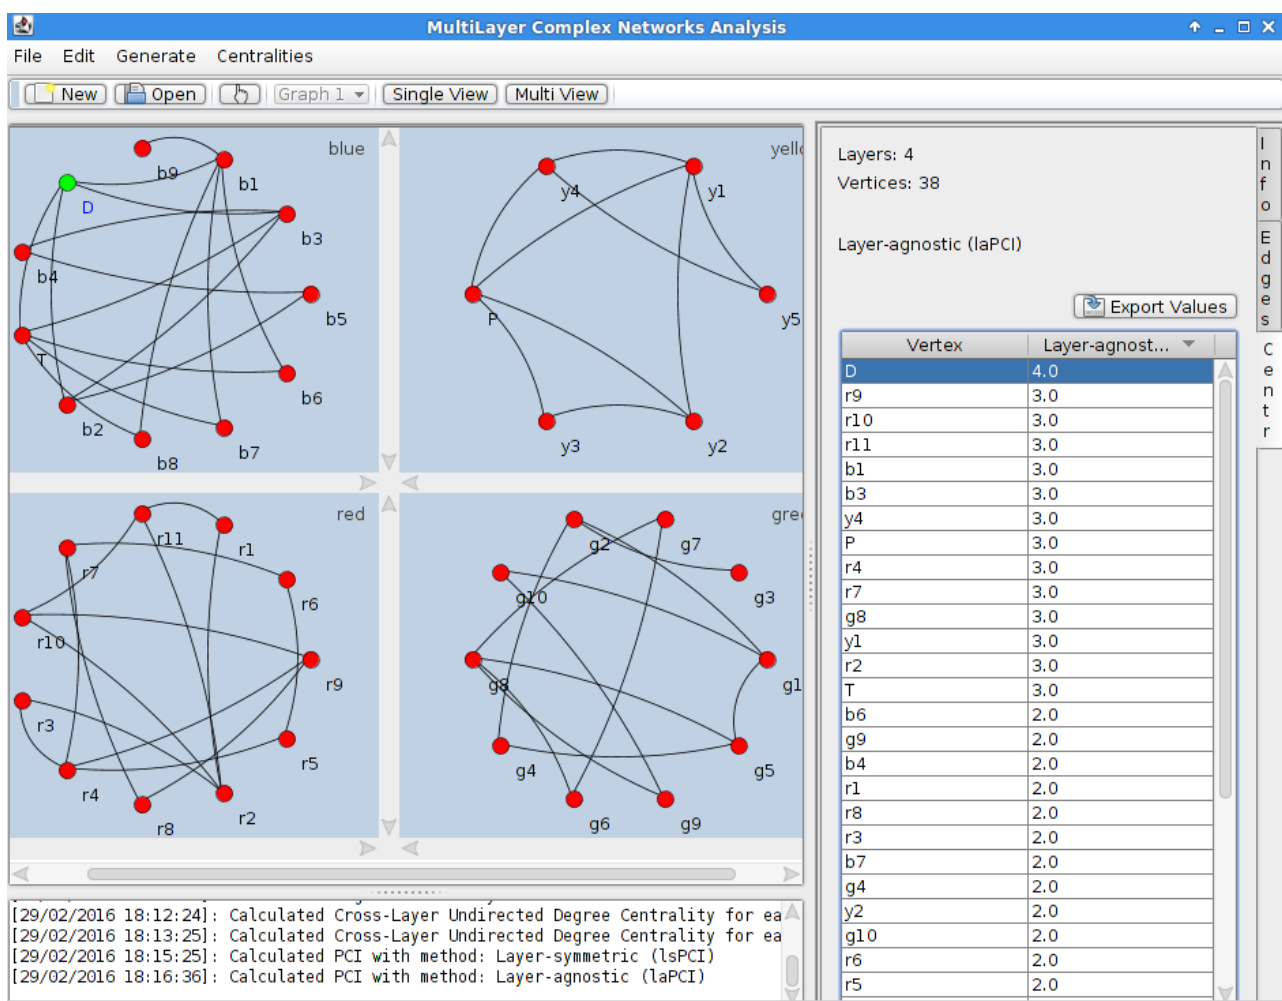 MultiLayer Complex Networks Analysis
File Edit Generate Centralities
New Open Graph 1 Single View Multi View
blue
b9
b1
D
b3
b4
b5
T
b6
b2
b7
b8
yell
y4
y1
P
y5
y3
y2
red
r11
r1
r7
r6
r10
r9
r3
r5
r4
r2
r8
gree
g2
g7
g10
g3
g8
g1
g4
g5
g6
g9
[29/02/2016 18:12:24]: Calculated Cross-Layer Undirected Degree Centrality for ea
[29/02/2016 18:13:25]: Calculated Cross-Layer Undirected Degree Centrality for ea
[29/02/2016 18:15:25]: Calculated PCI with method: Layer-symmetric (lsPCI)
[29/02/2016 18:16:36]: Calculated PCI with method: Layer-agnostic (laPCI)
Layers: 4
Vertices: 38
Layer-agnostic (laPCI)
Export Values
Vertex Layer-agnost...
D 4.0
r9 3.0
r10 3.0
r11 3.0
b1 3.0
b3 3.0
y4 3.0
P 3.0
r4 3.0
r7 3.0
g8 3.0
y1 3.0
r2 3.0
T 3.0
b6 2.0
g9 2.0
b4 2.0
r1 2.0
r8 2.0
r3 2.0
b7 2.0
g4 2.0
y2 2.0
g10 2.0
r6 2.0
r5 2.0
Info
Edges
Centr